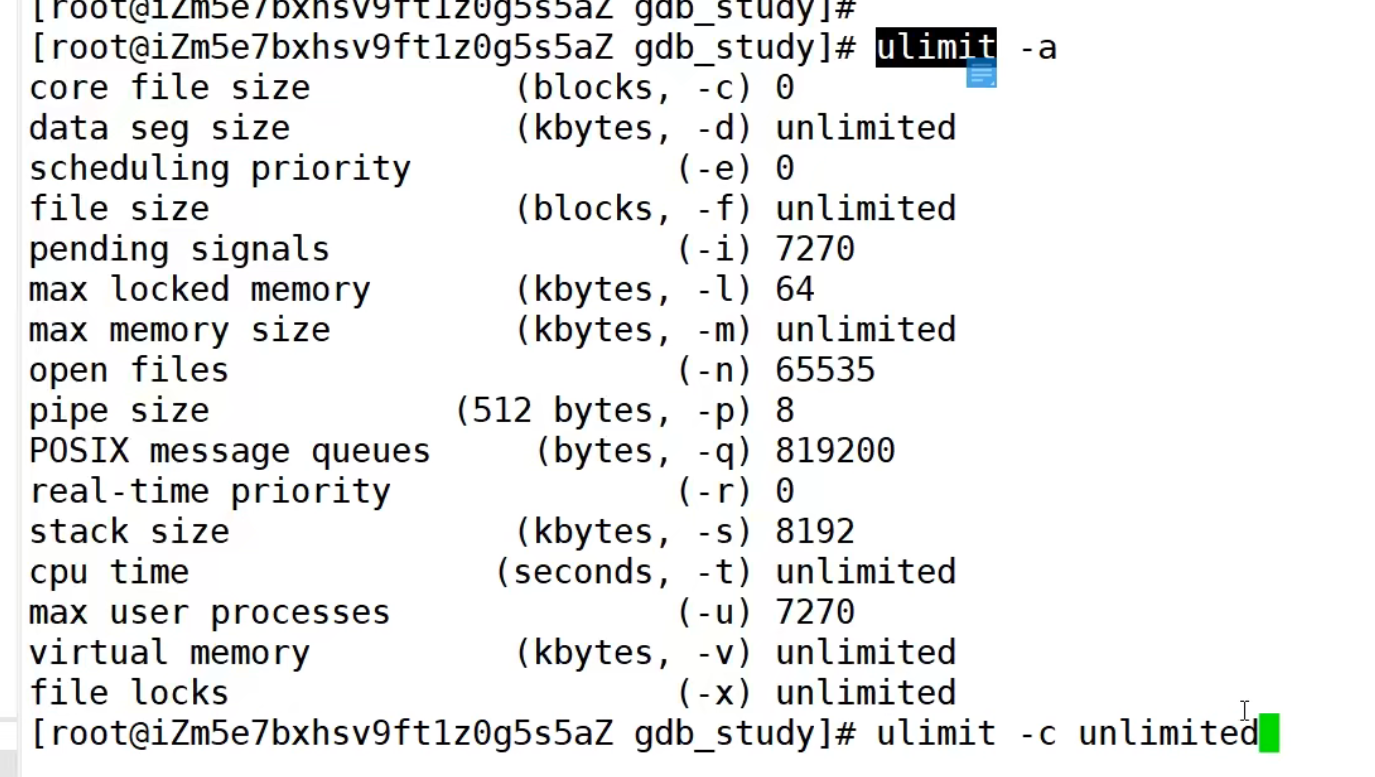 [root@iZm5e7bxhsv9ft1z0g5s5aZ gdb_study]#
[root@iZm5e7bxhsv9ft1z0g5s5aZ gdb_study]# ulimit -a
core file size          (blocks, -c) 0
data seg size           (kbytes, -d) unlimited
scheduling priority             (-e) 0
file size               (blocks, -f) unlimited
pending signals                 (-i) 7270
max locked memory       (kbytes, -l) 64
max memory size         (kbytes, -m) unlimited
open files                      (-n) 65535
pipe size            (512 bytes, -p) 8
POSIX message queues     (bytes, -q) 819200
real-time priority              (-r) 0
stack size              (kbytes, -s) 8192
cpu time               (seconds, -t) unlimited
max user processes              (-u) 7270
virtual memory          (kbytes, -v) unlimited
file locks                      (-x) unlimited
[root@iZm5e7bxhsv9ft1z0g5s5aZ gdb_study]# ulimit -c unlimited